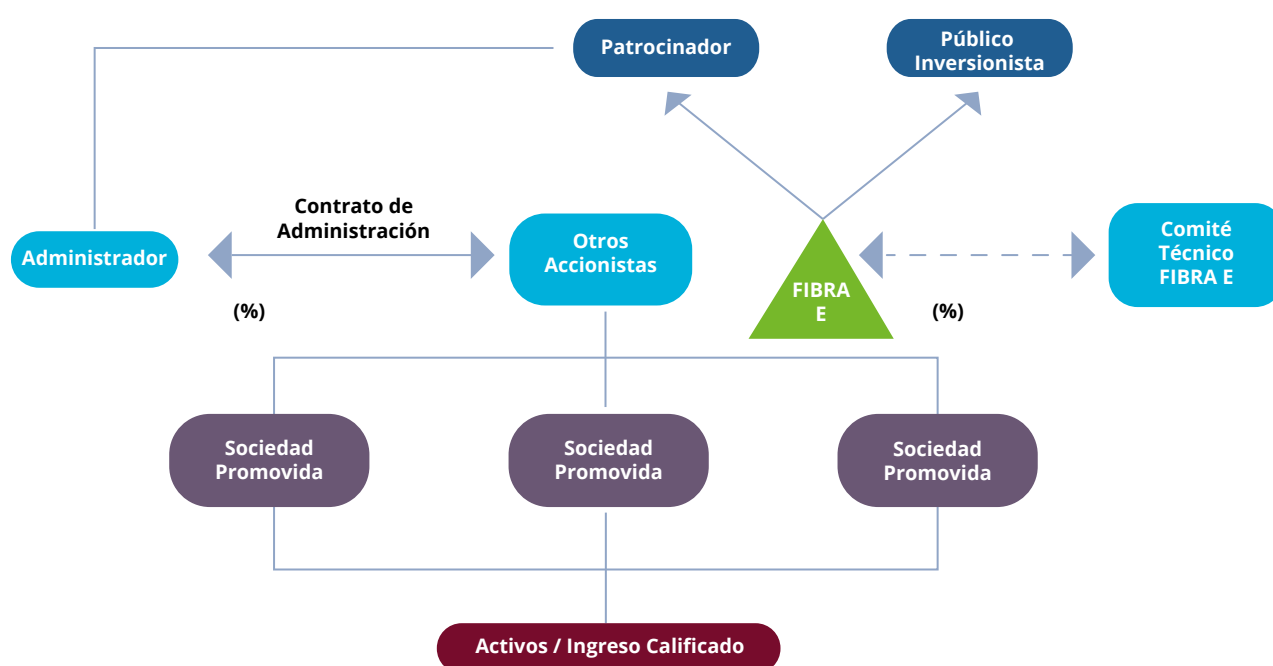 Patrocinador
Público
Inversionista
Contrato de
Administración
Administrador
Otros
Accionistas
FIBRA
E
Comité
Técnico
FIBRA E
(%)
(%)
Sociedad
Promovida
Sociedad
Promovida
Sociedad
Promovida
Activos / Ingreso Calificado